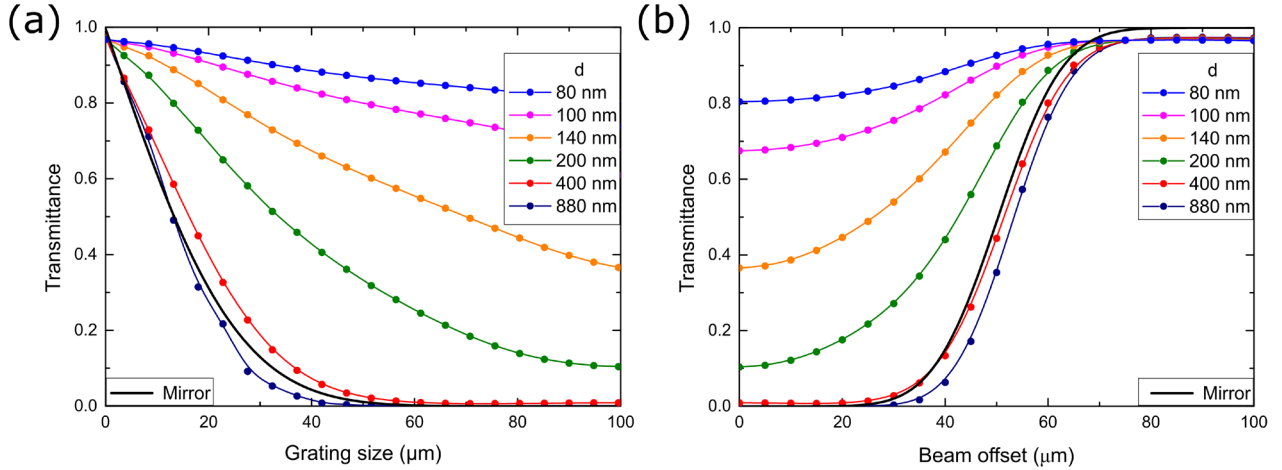 (a)
1.0
0.8
0.6
0.4
0.2
0.0
Transmittance
0
20
40
60
80
100
Grating size (µm)
d
80 nm
100 nm
140 nm
200 nm
400 nm
880 nm
Mirror
(b)
1.0
0.8
0.6
0.4
0.2
0.0
Transmittance
0
20
40
60
80
100
Beam offset (µm)
d
80 nm
100 nm
140 nm
200 nm
400 nm
880 nm
Mirror